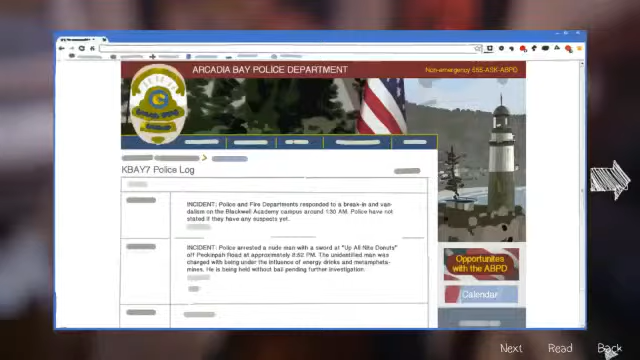 ARCADIA BAY POLICE DEPARTMENT
Non-emergency 555-ASK-ABPD
KBAY7 Police Log
INCIDENT: Police and Fire Departments responded to a break-in and van-
dalism on the Blackwell Academy campus around 1:30 AM. Police have not
stated if they have any suspects yet.
INCIDENT: Police arrested a nude man with a sword at "Up All Nite Donuts"
off Peckinpah Road at approximately 8:52 PM. The unidentified man was
charged with being under the influence of energy drinks and metampheta-
mines. He is being held without bail pending further investigation.
Opportunities
with the ABPD
Calendar
Next
Read
Back